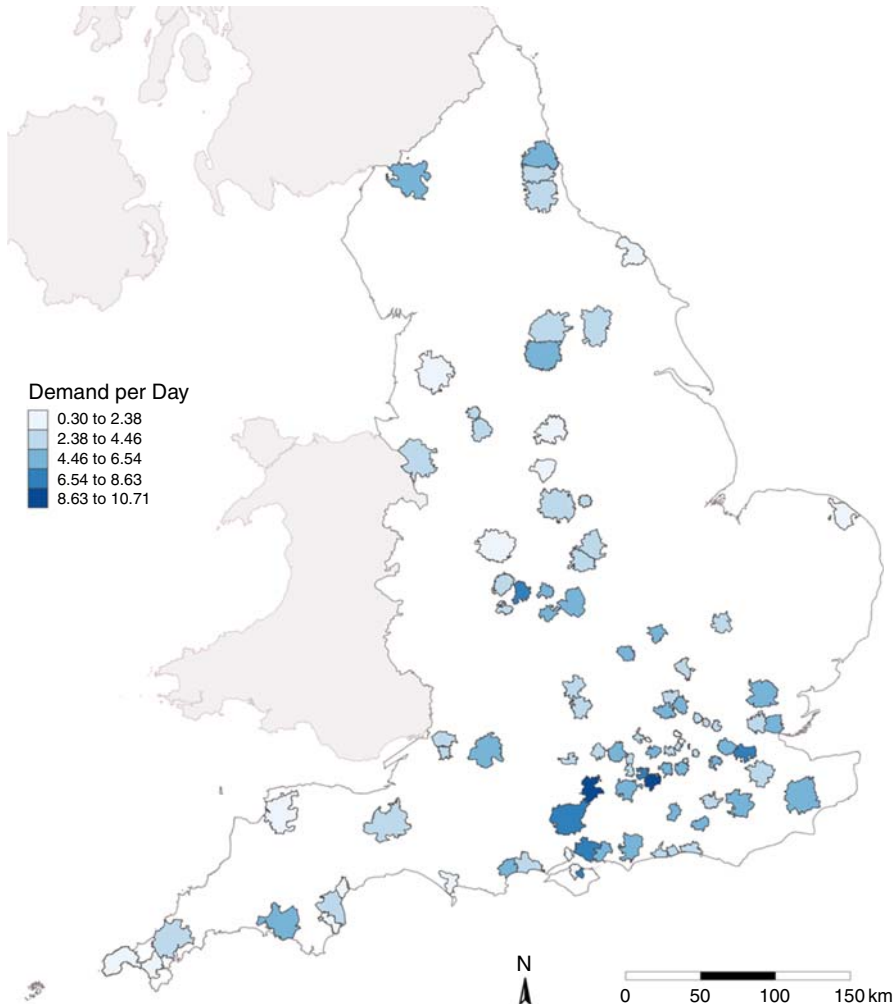 Demand per Day
0.30 to 2.38
2.38 to 4.46
4.46 to 6.54
6.54 to 8.63
8.63 to 10.71
N
0 50 100 150 km